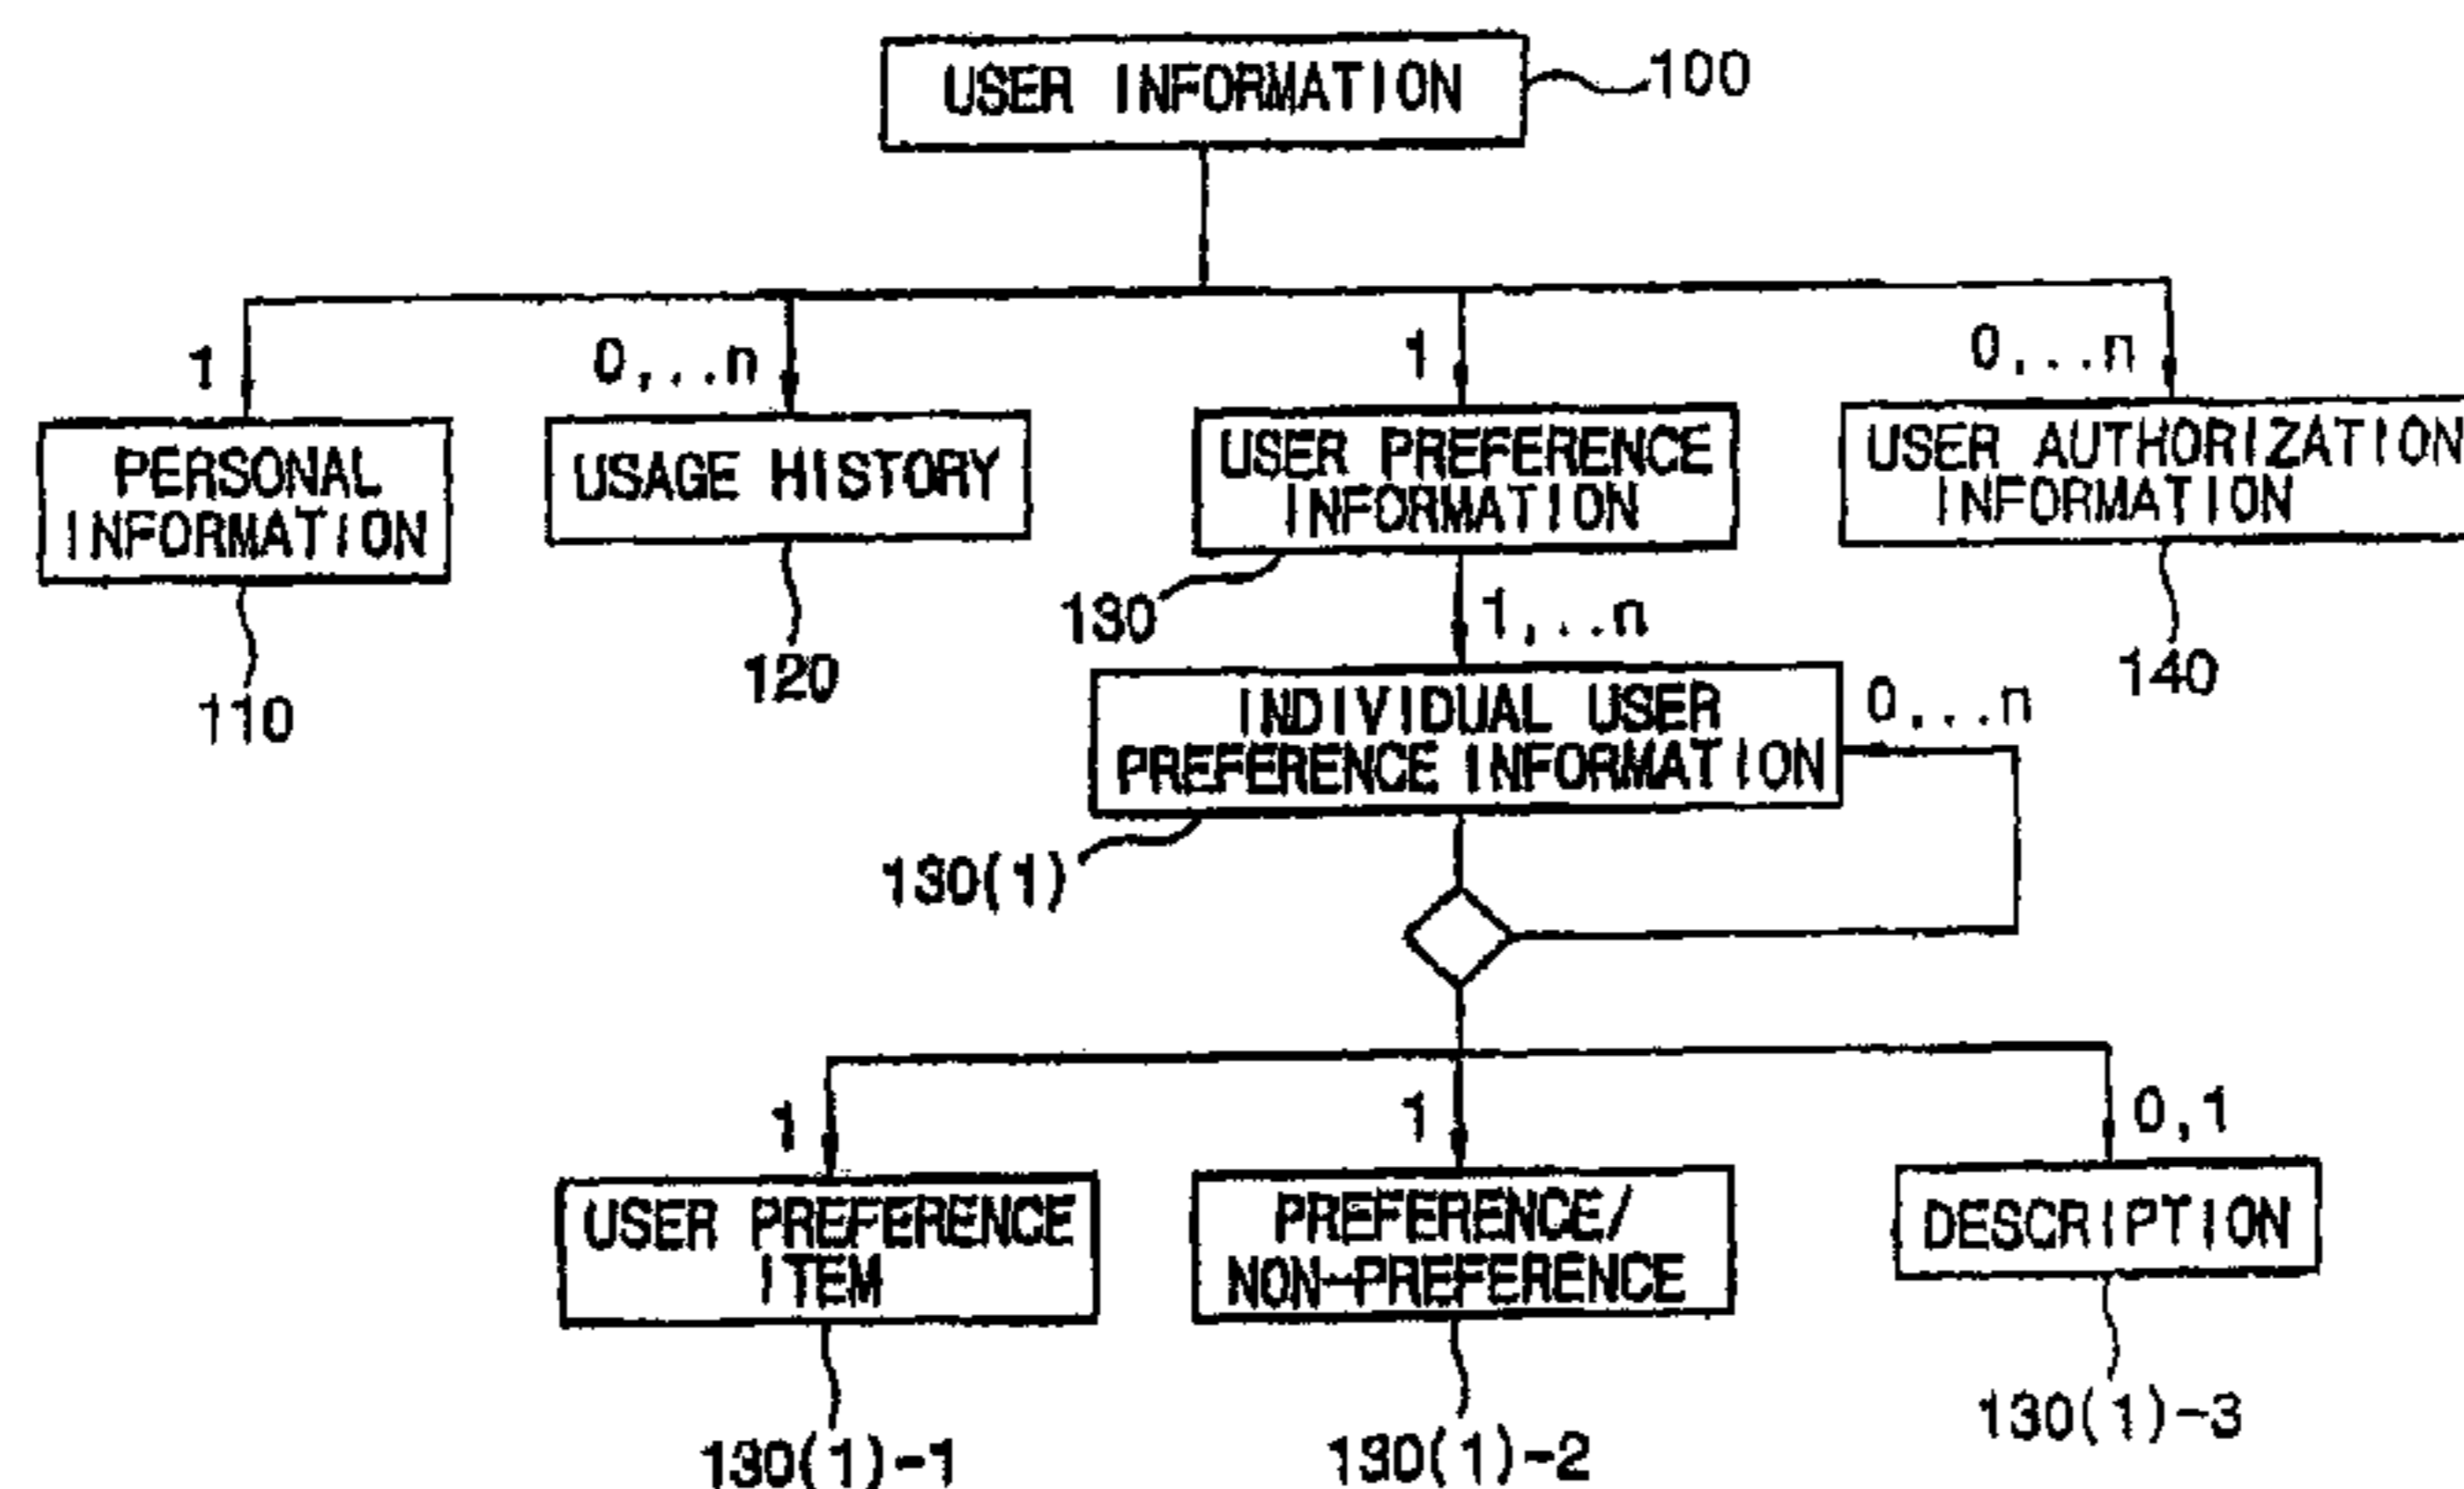 USER INFORMATION
100
1
0,..n
1
0,..n
PERSONAL
INFORMATION
USAGE HISTORY
USER PREFERENCE
INFORMATION
USER AUTHORIZATION
INFORMATION
110
120
130
1,..n
140
INDIVIDUAL USER
PREFERENCE INFORMATION
0,..n
130(1)
1
1
0,1
USER PREFERENCE
ITEM
PREFERENCE/
NON-PREFERENCE
DESCRIPTION
130(1)-1
130(1)-2
130(1)-3